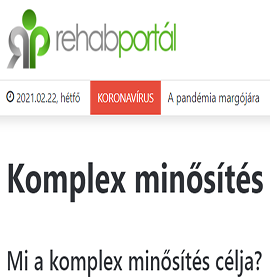 rehabportál
2021.02.22, hétfő KORONAVÍRUS A pandémia margójára
Komplex minősítés
Mi a komplex minősítés célja?